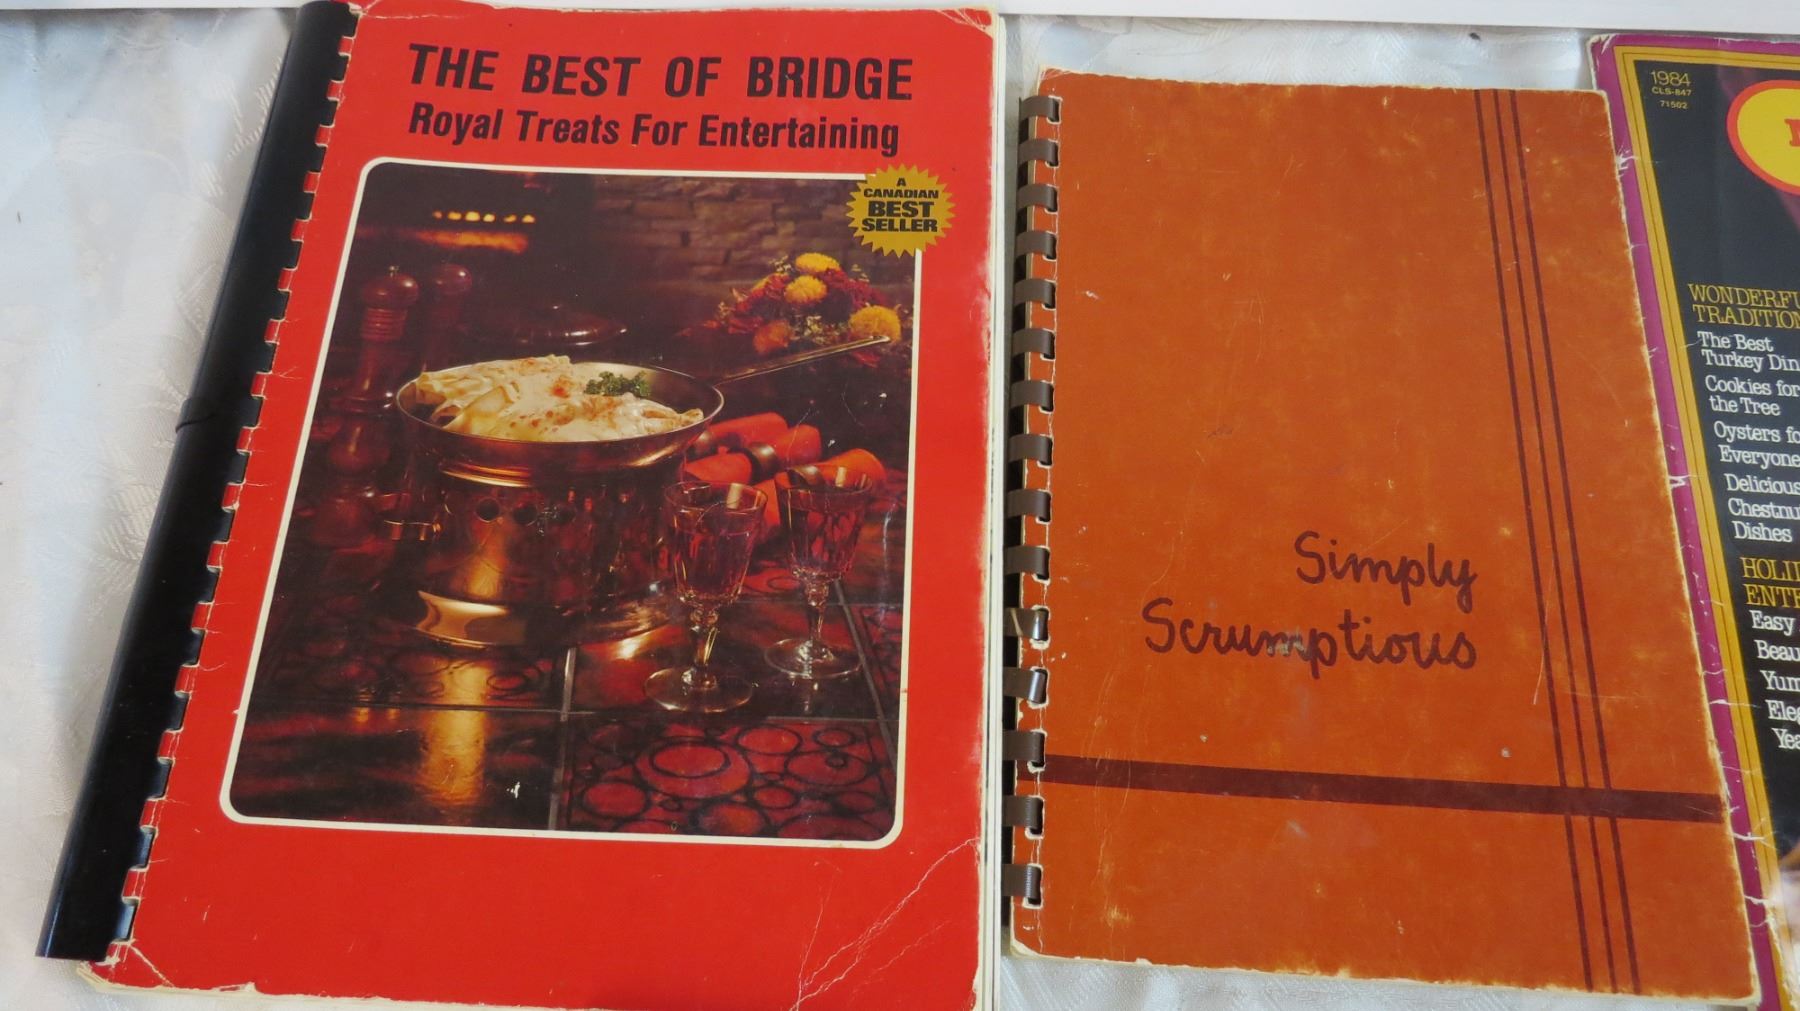 THE BEST OF BRIDGE
Royal Treats For Entertaining
A
CANADIAN
BEST
SELLER
Simply
Scrumptious
1984
CLS-847
71502
WONDERFU
TRADITION
The Best
Turkey Din
Cookies for
the Tree
Oysters fo
Everyone
Delicious
Chestnu
Dishes
HOLI
ENTE
Easy
Beau
Yum
Eleg
Yea